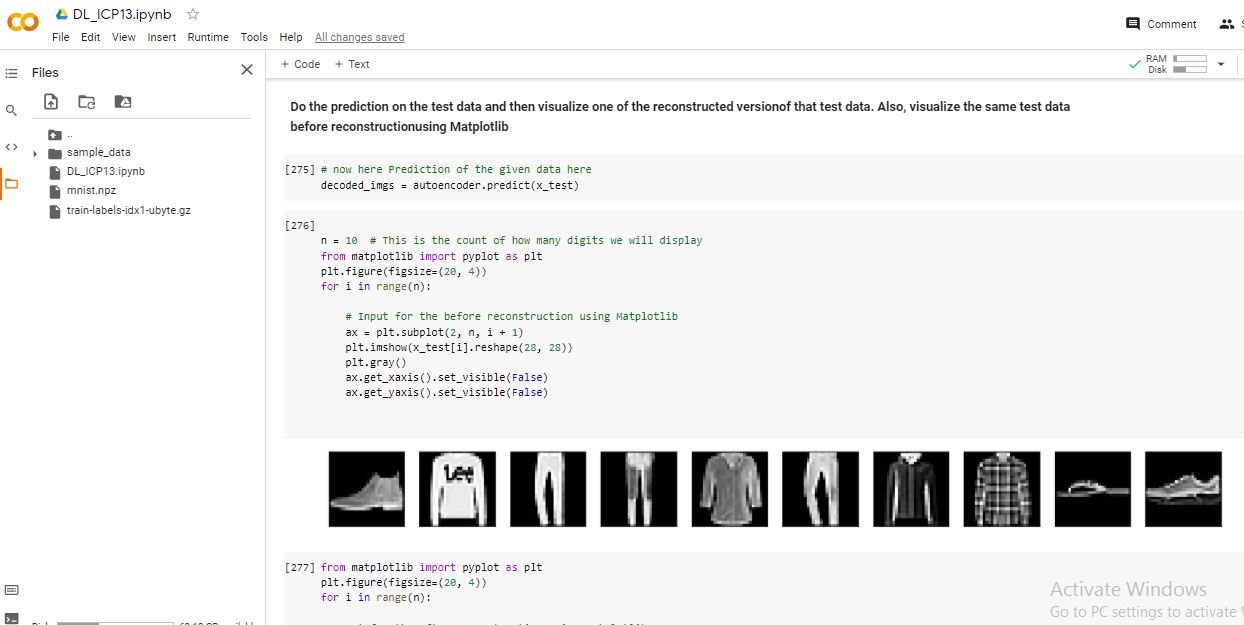 DL_ICP13.ipynb
File Edit View Insert Runtime Tools Help All changes saved
Comment
Files
+ Code + Text
RAM
Disk
..
sample_data
DL_ICP13.ipynb
mnist.npz
train-labels-idx1-ubyte.gz
Do the prediction on the test data and then visualize one of the reconstructed versionof that test data. Also, visualize the same test data
before reconstructionusing Matplotlib
[275] # now here Prediction of the given data here
decoded_imgs = autoencoder.predict(x_test)
[276]
n = 10 # This is the count of how many digits we will display
from matplotlib import pyplot as plt
plt.figure(figsize=(20, 4))
for i in range(n):
# Input for the before reconstruction using Matplotlib
ax = plt.subplot(2, n, i + 1)
plt.imshow(x_test[i].reshape(28, 28))
plt.gray()
ax.get_xaxis().set_visible(False)
ax.get_yaxis().set_visible(False)
Lee
[277] from matplotlib import pyplot as plt
plt.figure(figsize=(20, 4))
for i in range(n):
Activate Windows
Go to PC settings to activate